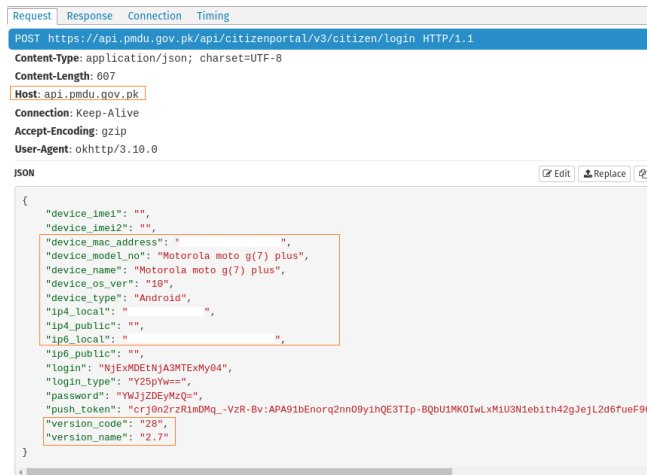 Request Response Connection Timing
POST https://api.pmdu.gov.pk/api/citizenportal/v3/citizen/login HTTP/1.1
Content-Type: application/json; charset=UTF-8
Content-Length: 607
Host: api.pmdu.gov.pk
Connection: Keep-Alive
Accept-Encoding: gzip
User-Agent: okhttp/3.10.0
JSON Edit Replace
{
"device_imei": "",
"device_imei2": "",
"device_mac_address": " ",
"device_model_no": "Motorola moto g(7) plus",
"device_name": "Motorola moto g(7) plus",
"device_os_ver": "10",
"device_type": "Android",
"ip4_local": " ",
"ip4_public": "",
"ip6_local": " ",
"ip6_public": "",
"login": "NjExMDEtNjA3MTExMy04",
"login_type": "Y25pYw==",
"password": "YWJjZDEyMzQ=",
"push_token": "crj0n2rzRimDMq_-VzR-Bv:APA91bEnorq2nnO9yihQE3TIp-BQbU1MKOIwLxMiU3N1ebith42gJejL2d6fueF96
"version_code": "28",
"version_name": "2.7"
}